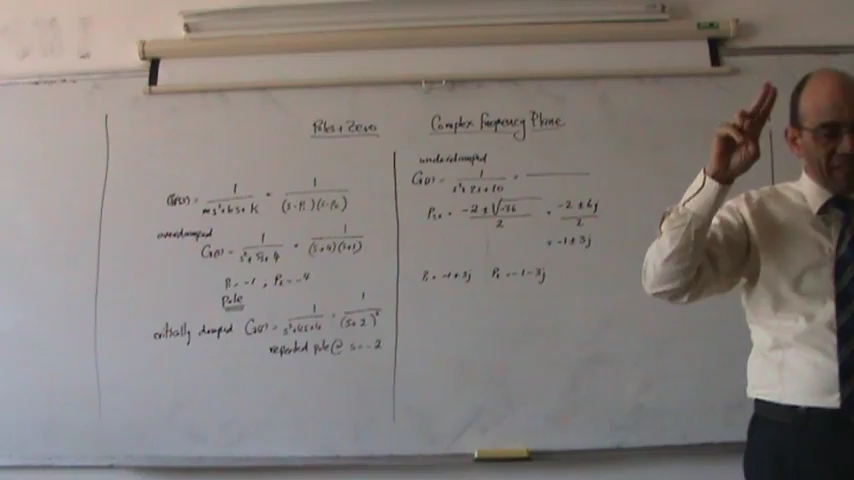 Poles + Zero
G(s) = 1/(ms²+bs+k) = 1/((s-P₁)(s-P₂))
overdamped
G(s) = 1/(s²+5s+4) = 1/((s+4)(s+1))
P₁ = -1, P₂ = -4
Pole
critically damped G(s) = 1/(s²+4s+4) = 1/(s+2)²
repeated pole @ s = -2
Complex Frequency Plane
underdamped
G(s) = 1/(s²+2s+10) =
P₁,₂ = (-2 ± √-36)/2 = (-2 ± 6j)/2
= -1 ± 3j
P₁ = -1+3j P₂ = -1-3j